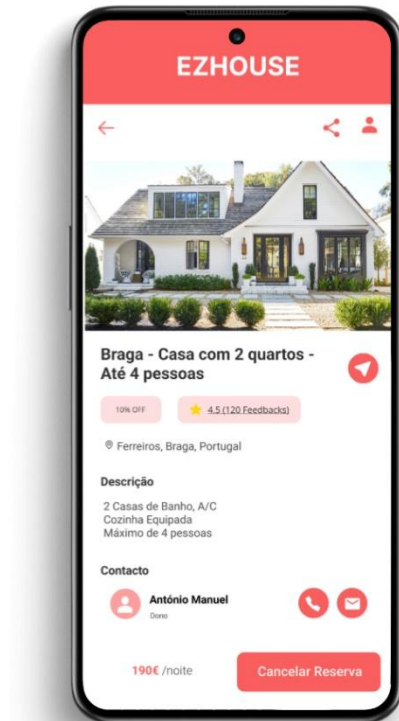 EZHOUSE
Braga - Casa com 2 quartos -
Até 4 pessoas
10% OFF
4.5 (120 Feedbacks)
Ferreiros, Braga, Portugal
Descrição
2 Casas de Banho, A/C
Cozinha Equipada
Máximo de 4 pessoas
Contacto
António Manuel
Dono
190€ /noite
Cancelar Reserva